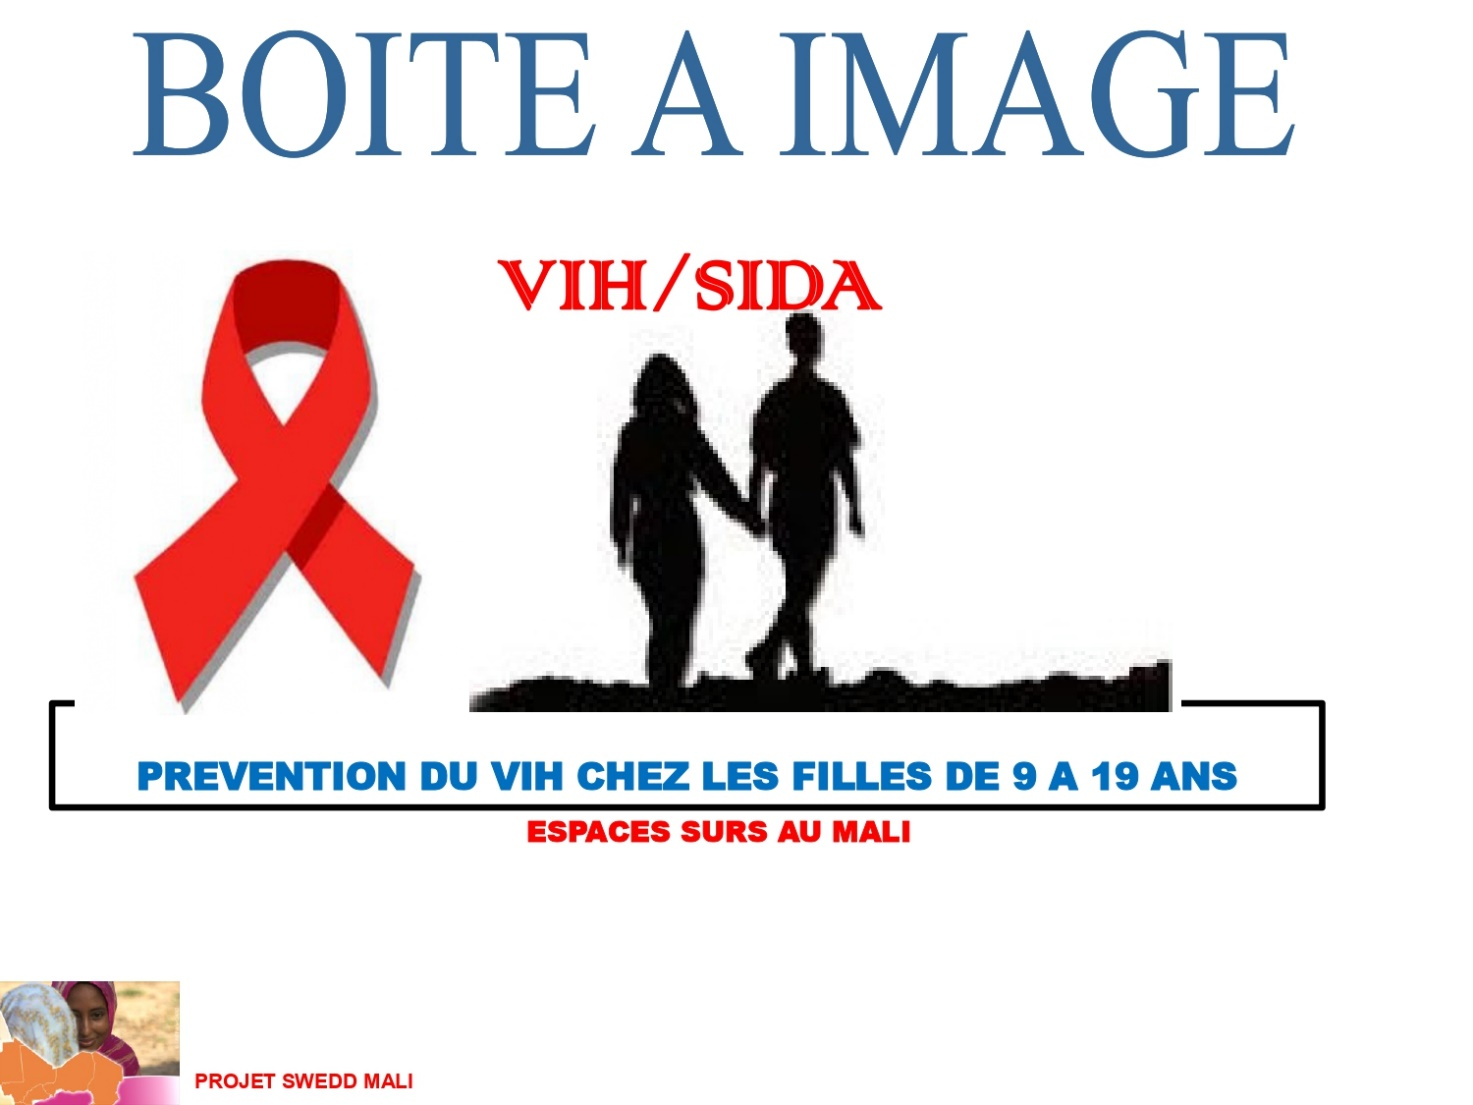 BOITE A IMAGE
VIH/SIDA
PREVENTION DU VIH CHEZ LES FILLES DE 9 A 19 ANS
ESPACES SURS AU MALI
PROJET SWEDD MALI